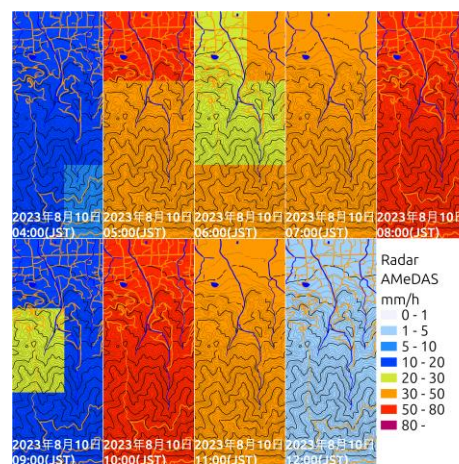 2023年8月10日
04:00(JST)
2023年8月10日
05:00(JST)
2023年8月10日
06:00(JST)
2023年8月10日
07:00(JST)
2023年8月10日
08:00(JST)
2023年8月10日
09:00(JST)
2023年8月10日
10:00(JST)
2023年8月10日
11:00(JST)
2023年8月10日
12:00(JST)
Radar
AMeDAS
mm/h
0 - 1
1 - 5
5 - 10
10 - 20
20 - 30
30 - 50
50 - 80
80 -